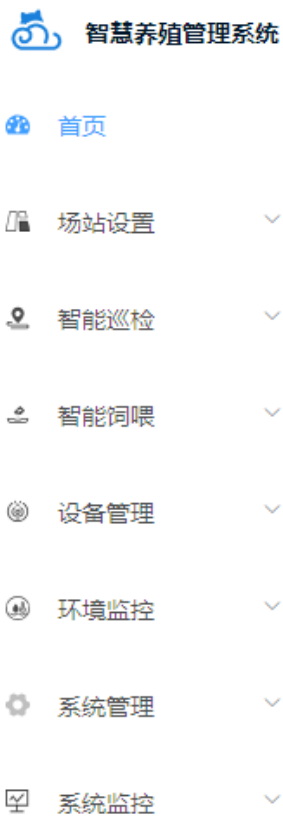 智慧养殖管理系统
首页
场站设置
智能巡检
智能饲喂
设备管理
环境监控
系统管理
系统监控